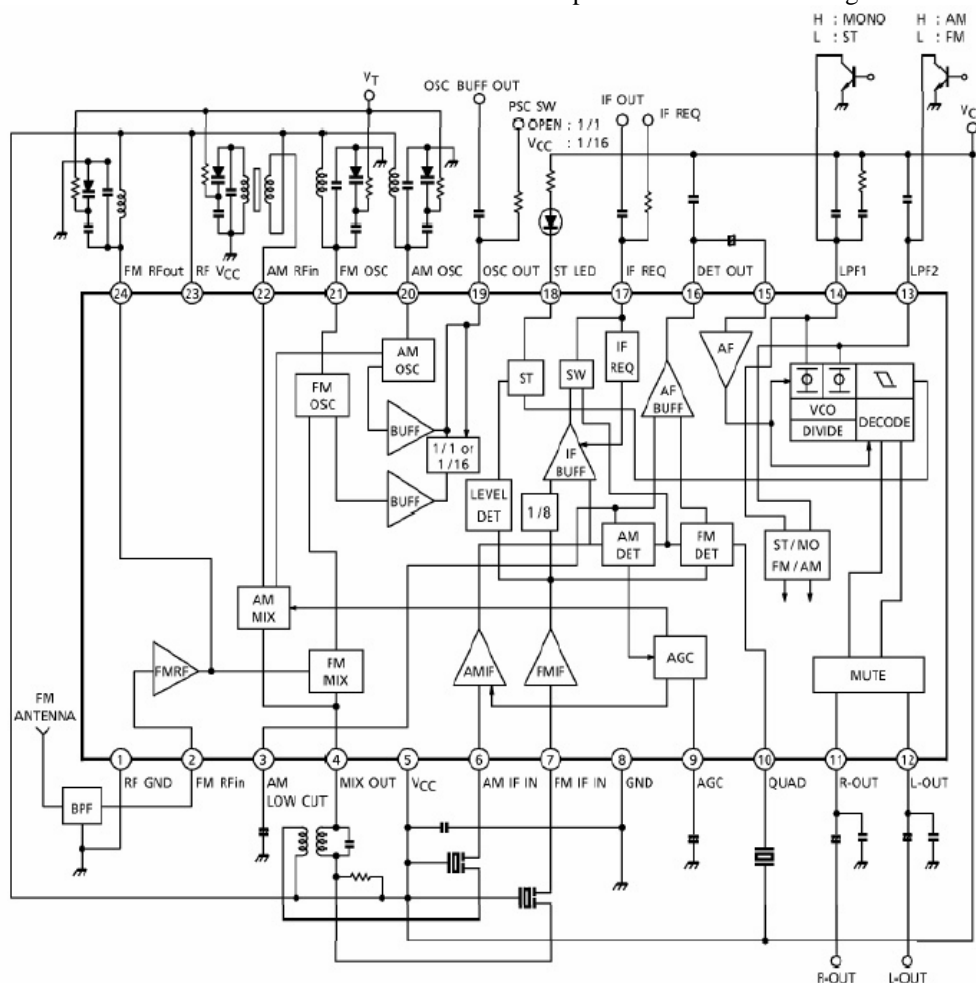 H : MONO
L : ST
H : AM
L : FM
VT
OSC BUFF OUT
PSC SW
OPEN : 1/1
VCC : 1/16
IF OUT
IF REQ
FM RFout
RF VCC
AM RFin
FM OSC
AM OSC
OSC OUT
ST LED
IF REQ
DET OUT
LPF1
LPF2
24
23
22
21
20
19
18
17
16
15
14
13
AM
OSC
FM
OSC
BUFF
BUFF
1/1 or
1/16
ST
SW
IF
REQ
AF
BUFF
AF
VCO
DIVIDE
DECODE
LEVEL
DET
1/8
IF
BUFF
AM
DET
FM
DET
ST/MO
FM/AM
AM
MIX
FMRF
FM
MIX
AMIF
FMIF
AGC
MUTE
FM
ANTENNA
BPF
1
2
3
4
5
6
7
8
9
10
11
12
RF GND
FM RFin
AM
LOW CUT
MIX OUT
VCC
AM IF IN
FM IF IN
GND
AGC
QUAD
R-OUT
L-OUT
R-OUT
L-OUT